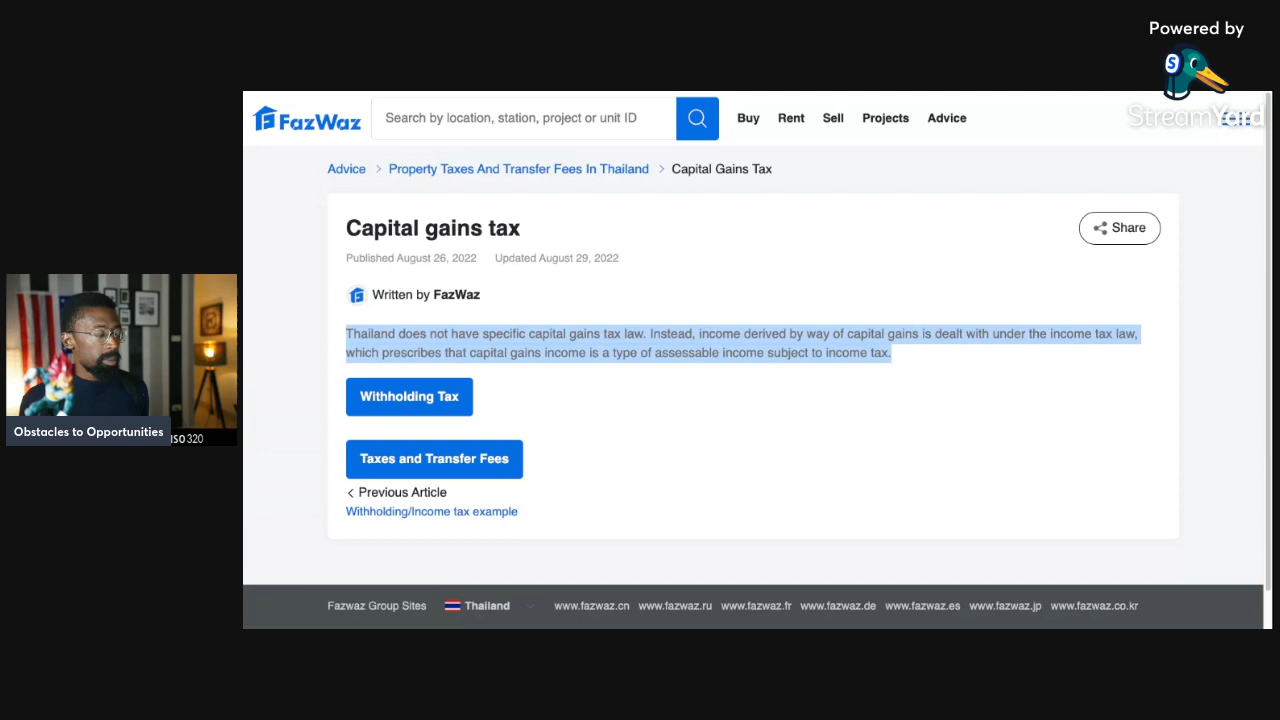 Powered by
S
StreamYard
FazWaz
Search by location, station, project or unit ID
Buy Rent Sell Projects Advice
Advice > Property Taxes And Transfer Fees In Thailand > Capital Gains Tax
Capital gains tax
Share
Published August 26, 2022 Updated August 29, 2022
Written by FazWaz
Thailand does not have specific capital gains tax law. Instead, income derived by way of capital gains is dealt with under the income tax law,
which prescribes that capital gains income is a type of assessable income subject to income tax.
Withholding Tax
Taxes and Transfer Fees
Previous Article
Withholding/Income tax example
Obstacles to Opportunities
ISO 320
Fazwaz Group Sites Thailand www.fazwaz.cn www.fazwaz.ru www.fazwaz.fr www.fazwaz.de www.fazwaz.es www.fazwaz.jp www.fazwaz.co.kr